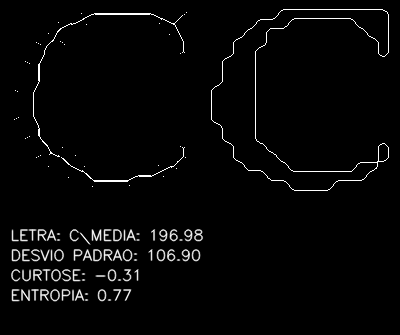 LETRA: C\MEDIA: 196.98
DESVIO PADRAO: 106.90
CURTOSE: -0.31
ENTROPIA: 0.77